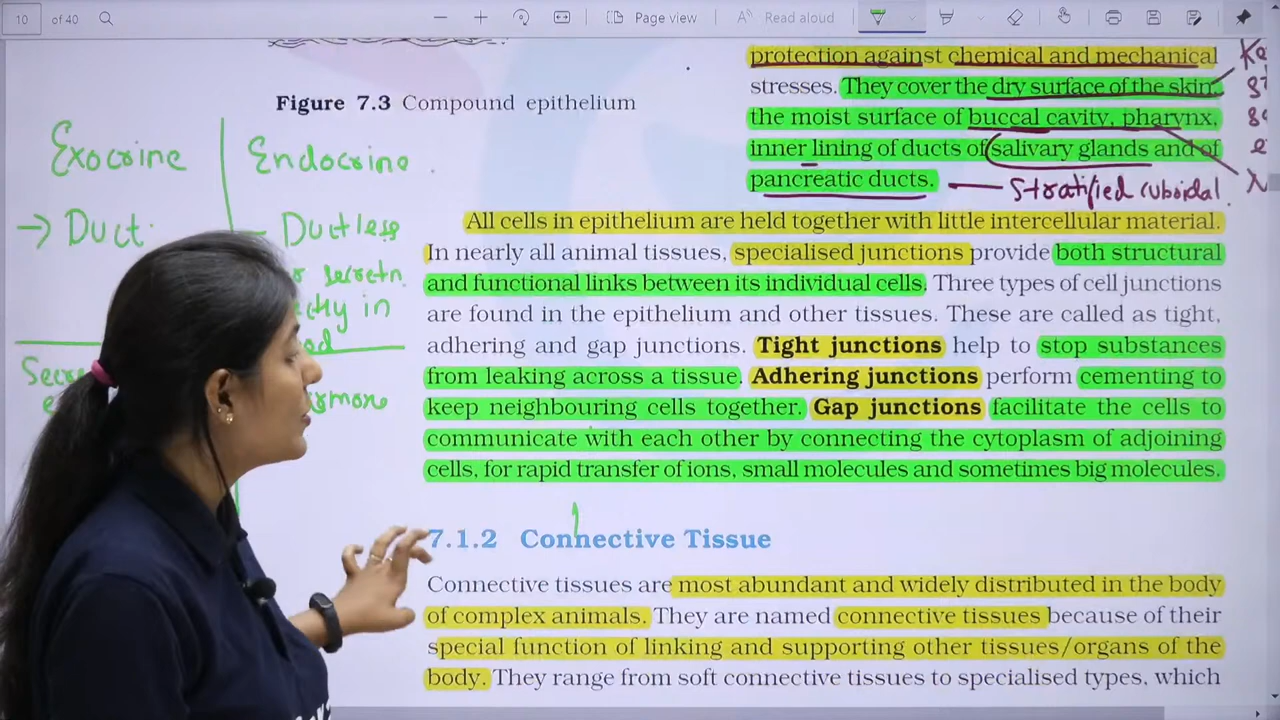 10 of 40
Page view
Read aloud
protection against chemical and mechanical
stresses. They cover the dry surface of the skin,
the moist surface of buccal cavity, pharynx,
inner lining of ducts of salivary glands and of
pancreatic ducts. — Stratified cuboidal
Figure 7.3 Compound epithelium
Exocrine
Endocrine
→ Duct
Ductless
secretn.
in
All cells in epithelium are held together with little intercellular material.
In nearly all animal tissues, specialised junctions provide both structural
and functional links between its individual cells. Three types of cell junctions
are found in the epithelium and other tissues. These are called as tight,
adhering and gap junctions. Tight junctions help to stop substances
from leaking across a tissue. Adhering junctions perform cementing to
keep neighbouring cells together. Gap junctions facilitate the cells to
communicate with each other by connecting the cytoplasm of adjoining
cells, for rapid transfer of ions, small molecules and sometimes big molecules.
7.1.2 Connective Tissue
Connective tissues are most abundant and widely distributed in the body
of complex animals. They are named connective tissues because of their
special function of linking and supporting other tissues/organs of the
body. They range from soft connective tissues to specialised types, which